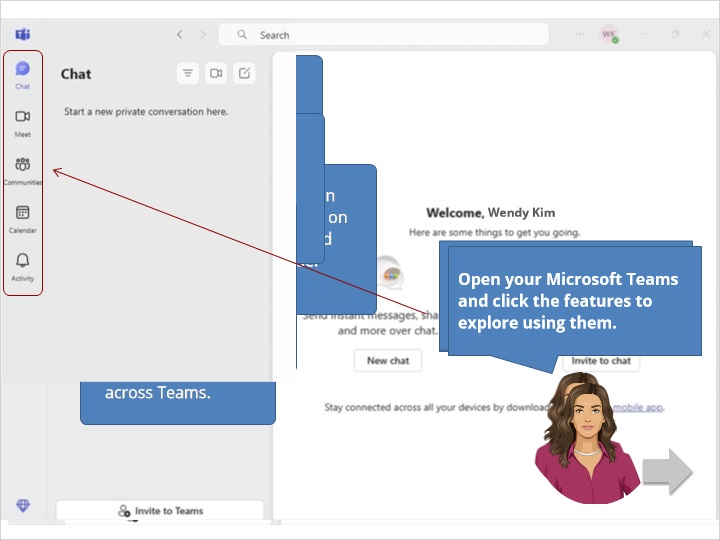 Search
WK
Chat
Chat
Start a new private conversation here.
Meet
Communities
Calendar
Activity
n
on
d
Welcome, Wendy Kim
Here are some things to get you going.
Open your Microsoft Teams
and click the features to
explore using them.
Send instant messages, sha
and more over chat.
New chat
Invite to chat
across Teams.
Stay connected across all your devices by download
mobile app.
Invite to Teams